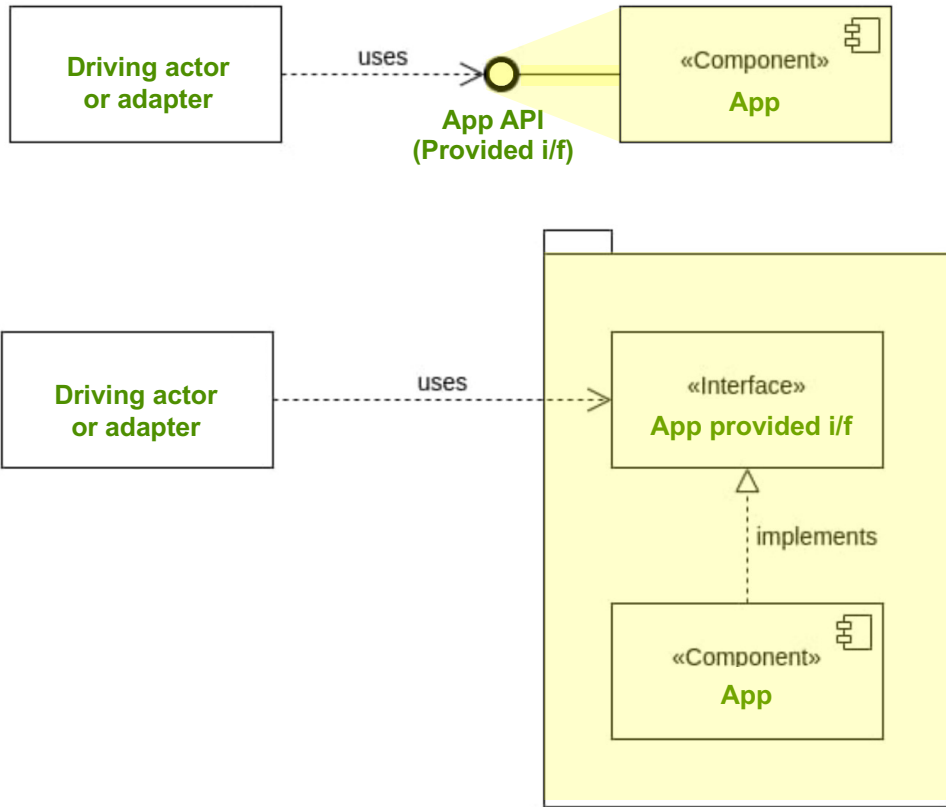 Driving actor
or adapter
uses
App API
(Provided i/f)
«Component»
App
Driving actor
or adapter
uses
«Interface»
App provided i/f
implements
«Component»
App